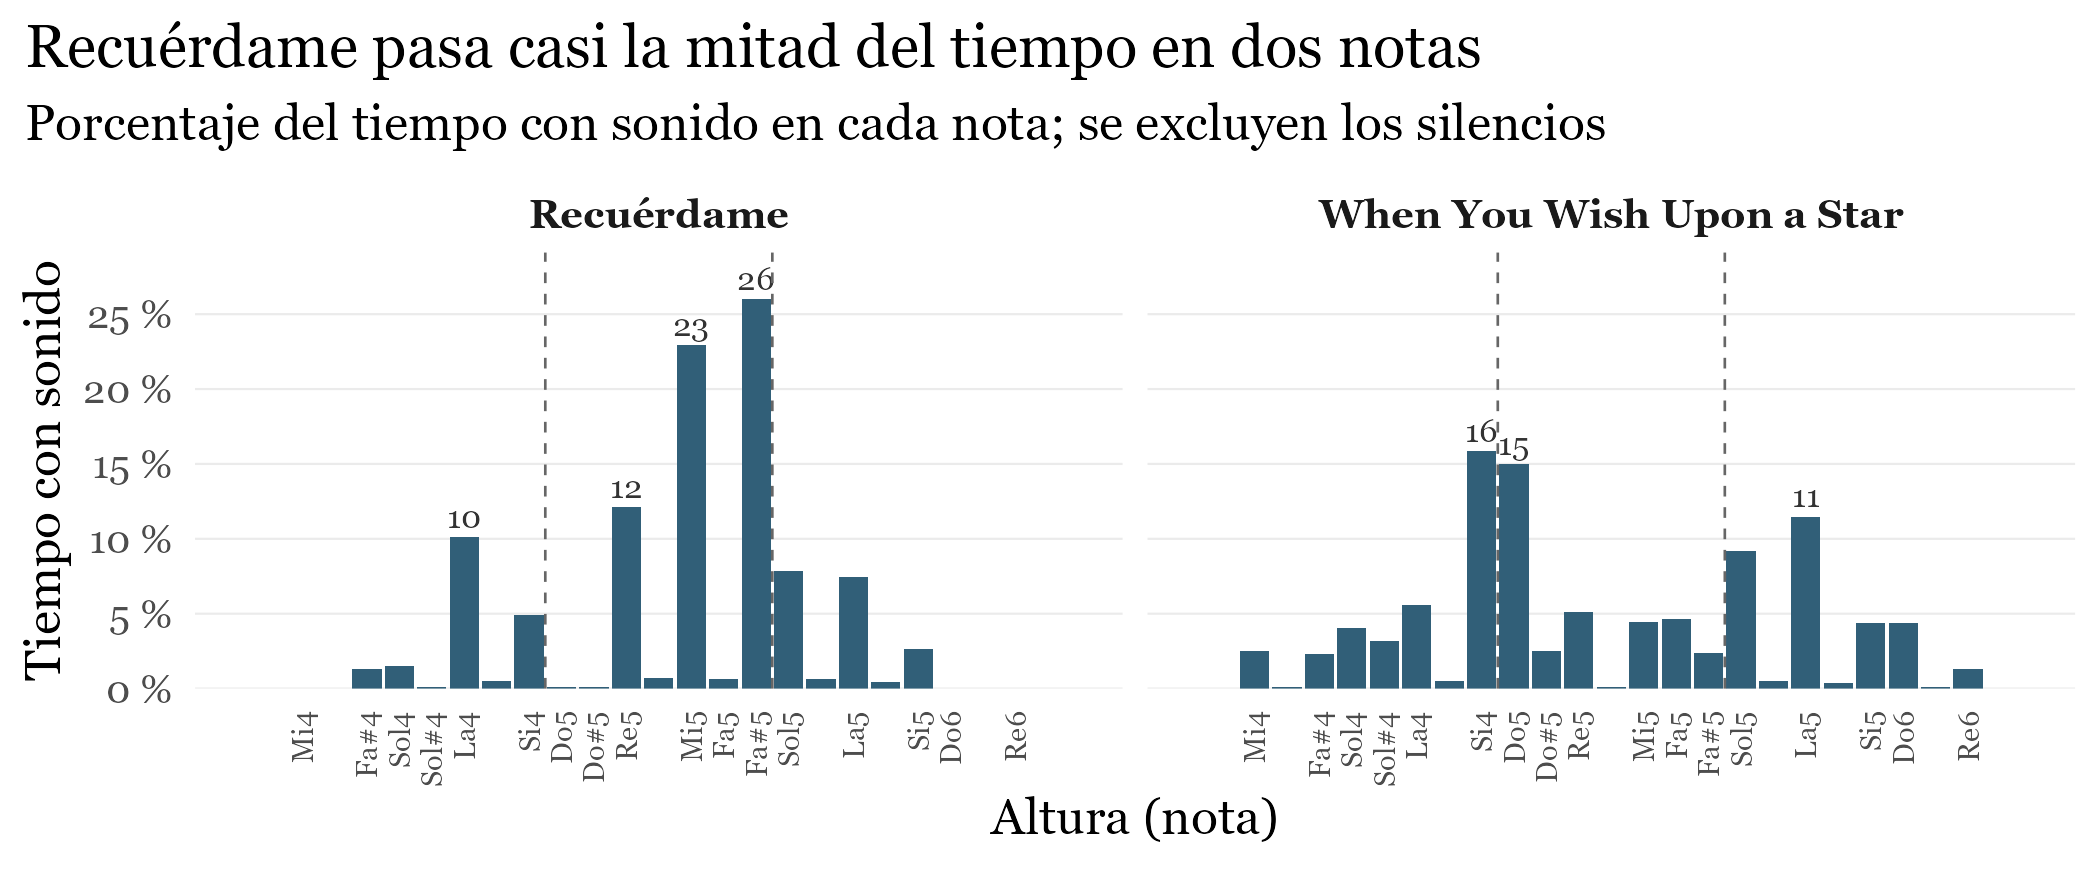 Recuérdame pasa casi la mitad del tiempo en dos notas
Porcentaje del tiempo con sonido en cada nota; se excluyen los silencios
Recuérdame
When You Wish Upon a Star
Tiempo con sonido
25 %
20 %
15 %
10 %
5 %
0 %
10
12
23
26
16
15
11
Mi4
Fa#4
Sol4
Sol#4
La4
Si4
Do5
Do#5
Re5
Mi5
Fa5
Fa#5
Sol5
La5
Si5
Do6
Re6
Mi4
Fa#4
Sol4
Sol#4
La4
Si4
Do5
Do#5
Re5
Mi5
Fa5
Fa#5
Sol5
La5
Si5
Do6
Re6
Altura (nota)